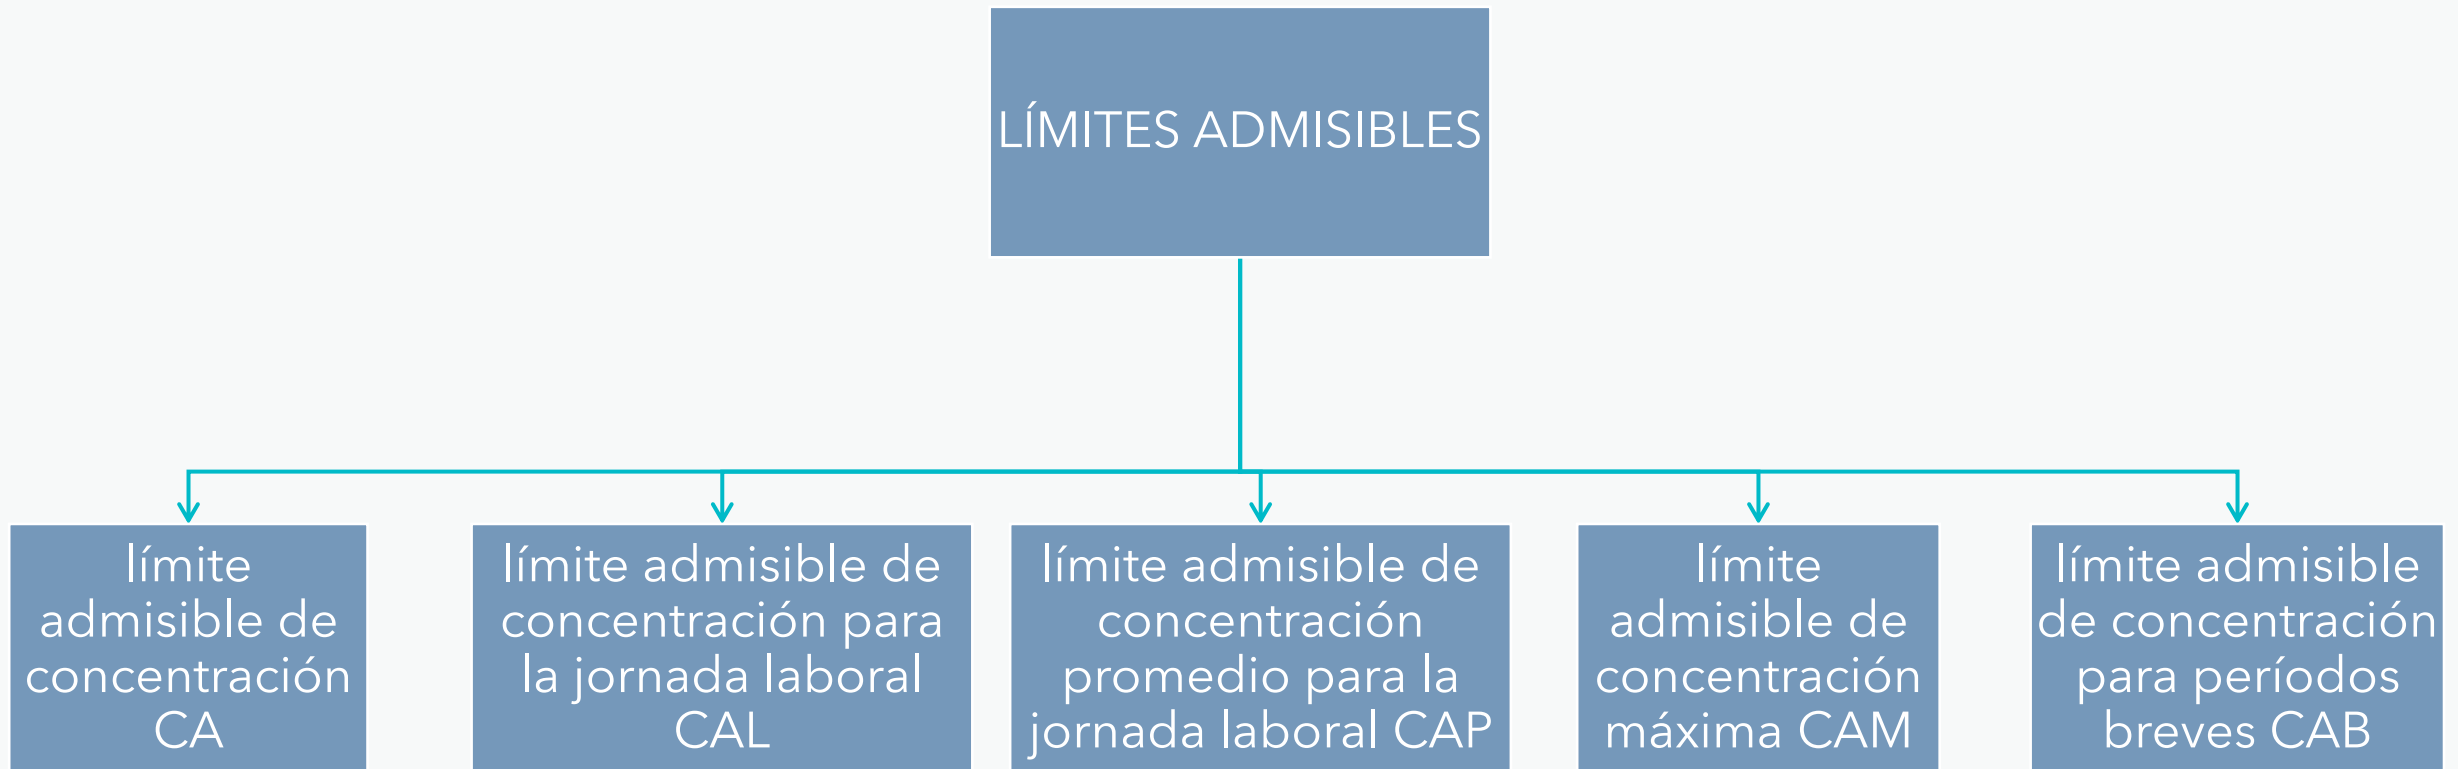 LÍMITES ADMISIBLES
límite
admisible de
concentración
CA
límite admisible de
concentración para
la jornada laboral
CAL
límite admisible de
concentración
promedio para la
jornada laboral CAP
límite
admisible de
concentración
máxima CAM
límite admisible
de concentración
para períodos
breves CAB